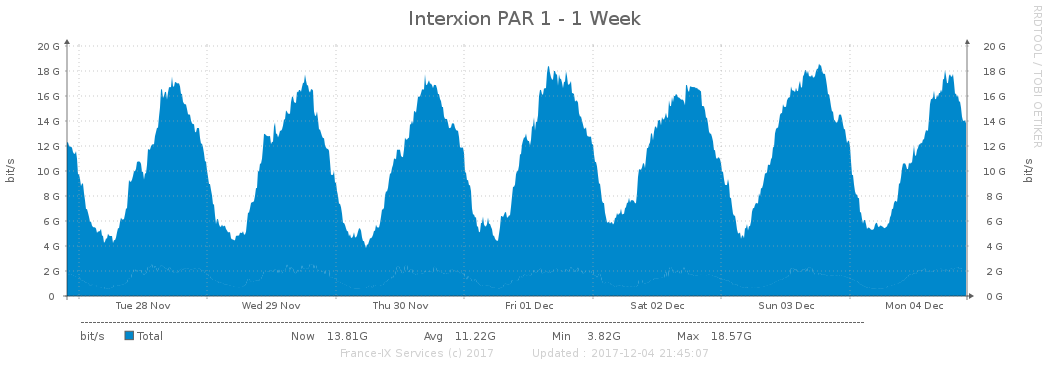 Interxion PAR 1 - 1 Week
RRDTOOL / TOBI OETIKER
bit/s
20 G 20 G
18 G 18 G
16 G 16 G
14 G 14 G
12 G 12 G
10 G 10 G
8 G 8 G
6 G 6 G
4 G 4 G
2 G 2 G
0 0 G
bit/s
Tue 28 Nov Wed 29 Nov Thu 30 Nov Fri 01 Dec Sat 02 Dec Sun 03 Dec Mon 04 Dec
bit/s Total Now 13.81G Avg 11.22G Min 3.82G Max 18.57G
France-IX Services (c) 2017 Updated : 2017-12-04 21:45:07